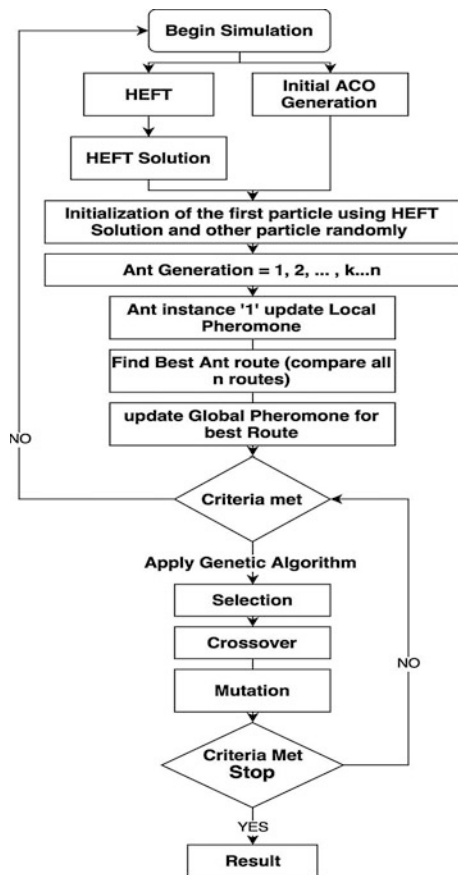 Begin Simulation
HEFT
Initial ACO
Generation
HEFT Solution
Initialization of the first particle using HEFT
Solution and other particle randomly
Ant Generation = 1, 2, ... , k...n
Ant instance '1' update Local
Pheromone
Find Best Ant route (compare all
n routes)
update Global Pheromone for
best Route
NO
Criteria met
Apply Genetic Algorithm
Selection
Crossover
NO
Mutation
Criteria Met
Stop
YES
Result